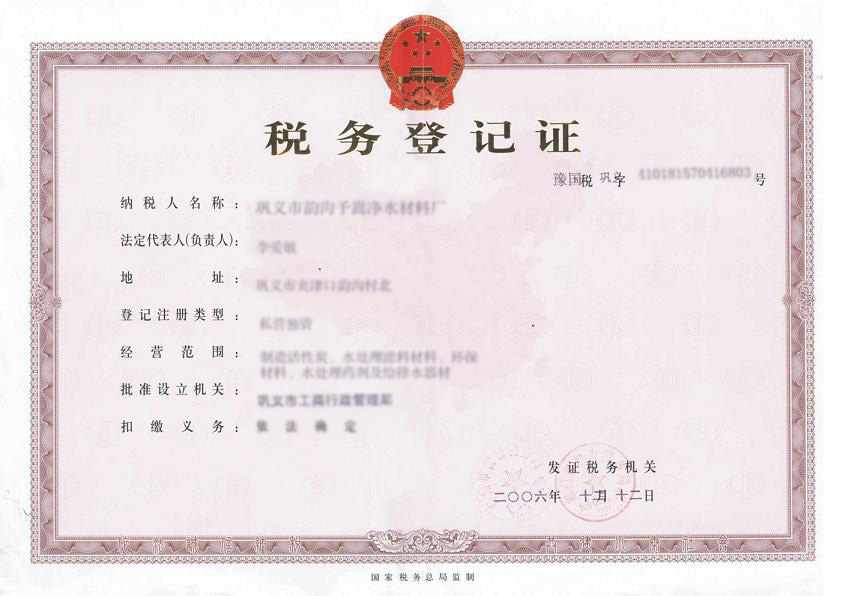 税务登记证
豫国税 巩 字 410181570416803 号
纳税人名称：巩义市韵沟予嵩净水材料厂
法定代表人(负责人)：李爱敏
地址：巩义市夹津口韵沟村北
登记注册类型：私营独资
经营范围：制造活性炭、水处理滤料材料、环保
材料、水处理药剂及给排水器材
批准设立机关：巩义市工商行政管理局
扣缴义务：依法确定
发证税务机关
二〇〇六年 十月 十二日
国家税务总局监制